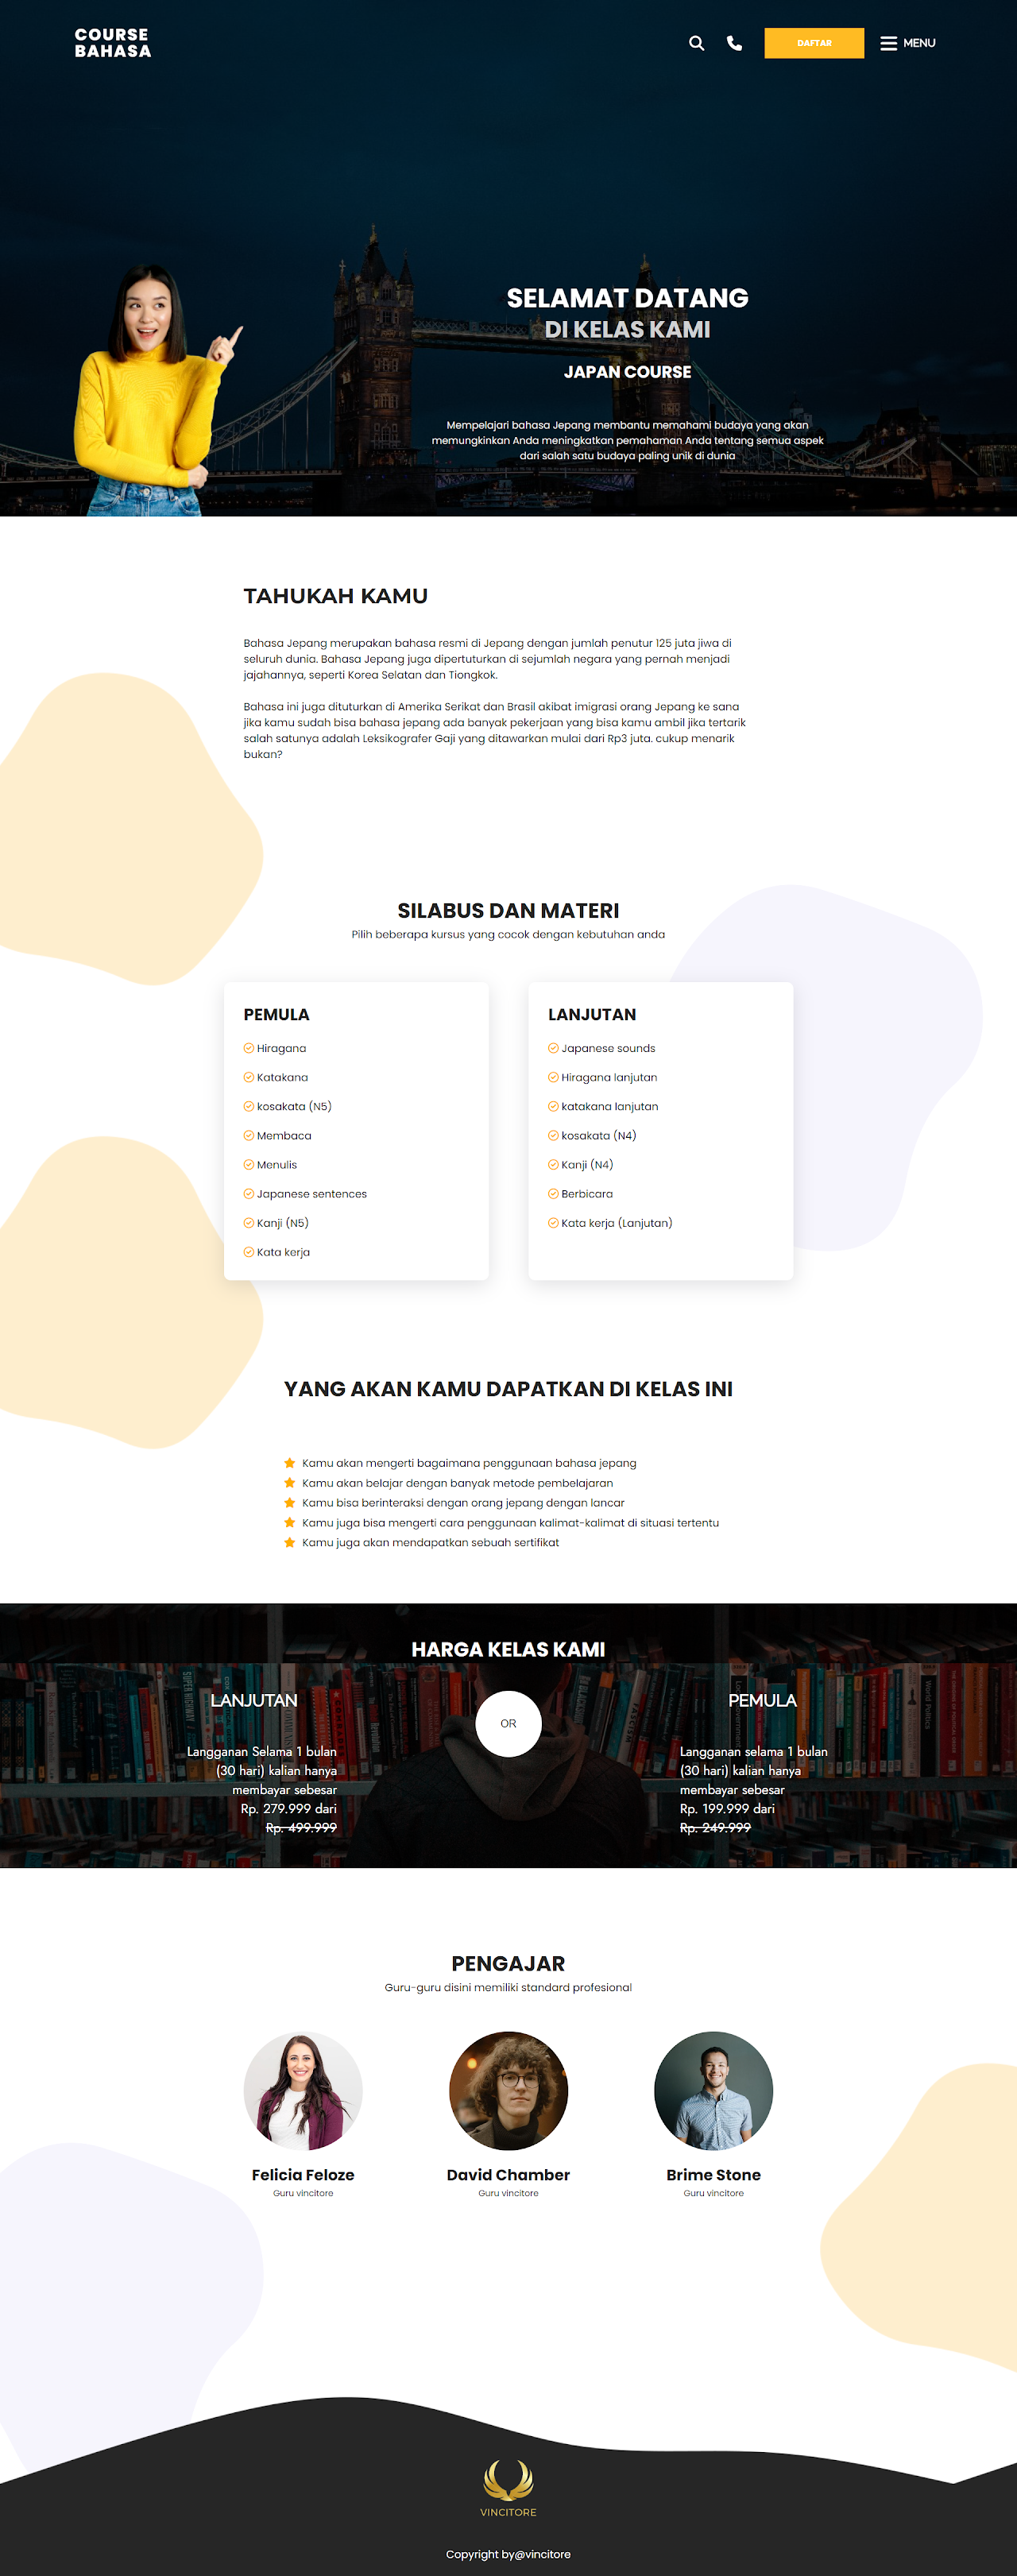 COURSE
BAHASA
DAFTAR
MENU
SELAMAT DATANG
DI KELAS KAMI
JAPAN COURSE
Mempelajari bahasa Jepang membantu memahami budaya yang akan
memungkinkan Anda meningkatkan pemahaman Anda tentang semua aspek
dari salah satu budaya paling unik di dunia
TAHUKAH KAMU
Bahasa Jepang merupakan bahasa resmi di Jepang dengan jumlah penutur 125 juta jiwa di
seluruh dunia. Bahasa Jepang juga dipertuturkan di sejumlah negara yang pernah menjadi
jajahannya, seperti Korea Selatan dan Tiongkok.
Bahasa ini juga dituturkan di Amerika Serikat dan Brasil akibat imigrasi orang Jepang ke sana
jika kamu sudah bisa bahasa jepang ada banyak pekerjaan yang bisa kamu ambil jika tertarik
salah satunya adalah Leksikografer Gaji yang ditawarkan mulai dari Rp3 juta. cukup menarik
bukan?
SILABUS DAN MATERI
Pilih beberapa kursus yang cocok dengan kebutuhan anda
PEMULA
Hiragana
Katakana
kosakata (N5)
Membaca
Menulis
Japanese sentences
Kanji (N5)
Kata kerja
LANJUTAN
Japanese sounds
Hiragana lanjutan
katakana lanjutan
kosakata (N4)
Kanji (N4)
Berbicara
Kata kerja (Lanjutan)
YANG AKAN KAMU DAPATKAN DI KELAS INI
Kamu akan mengerti bagaimana penggunaan bahasa jepang
Kamu akan belajar dengan banyak metode pembelajaran
Kamu bisa berinteraksi dengan orang jepang dengan lancar
Kamu juga bisa mengerti cara penggunaan kalimat-kalimat di situasi tertentu
Kamu juga akan mendapatkan sebuah sertifikat
HARGA KELAS KAMI
LANJUTAN
Langganan Selama 1 bulan
(30 hari) kalian hanya
membayar sebesar
Rp. 279.999 dari
Rp. 499.999
OR
PEMULA
Langganan selama 1 bulan
(30 hari) kalian hanya
membayar sebesar
Rp. 199.999 dari
Rp. 249.999
PENGAJAR
Guru-guru disini memiliki standard profesional
Felicia Feloze
Guru vincitore
David Chamber
Guru vincitore
Brime Stone
Guru vincitore
VINCITORE
Copyright by@vincitore